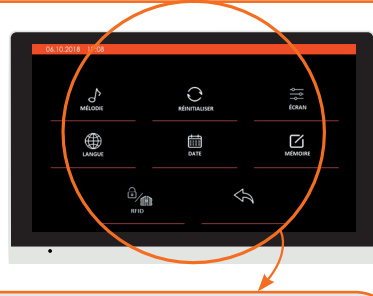 06.10.2018 11:08
MÉLODIE RÉINITIALISER ÉCRAN
LANGUE DATE MÉMOIRE
RFID